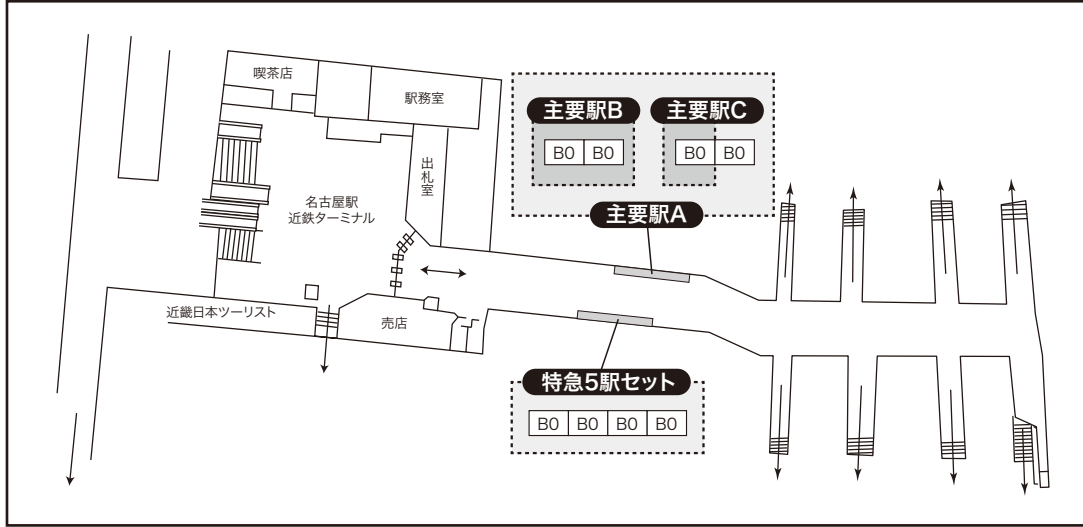 喫茶店
駅務室
出札室
名古屋駅
近鉄ターミナル
主要駅B
主要駅C
B0 B0
B0 B0
主要駅A
近畿日本ツーリスト
売店
特急5駅セット
B0 B0 B0 B0